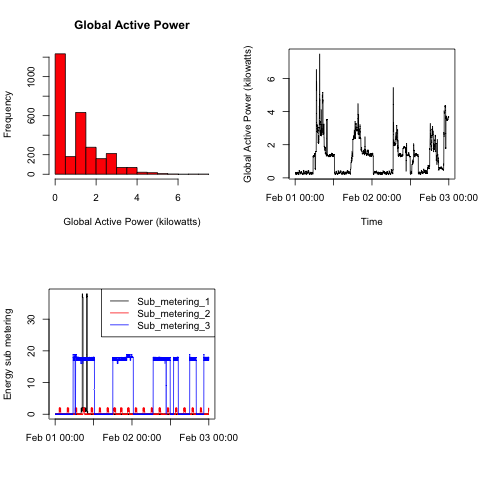 Global Active Power
Frequency
0 200 600 1000
0 2 4 6
Global Active Power (kilowatts)
Global Active Power (kilowatts)
0 2 4 6
Feb 01 00:00 Feb 02 00:00 Feb 03 00:00
Time
Energy sub metering
0 10 20 30
Sub_metering_1
Sub_metering_2
Sub_metering_3
Feb 01 00:00 Feb 02 00:00 Feb 03 00:00